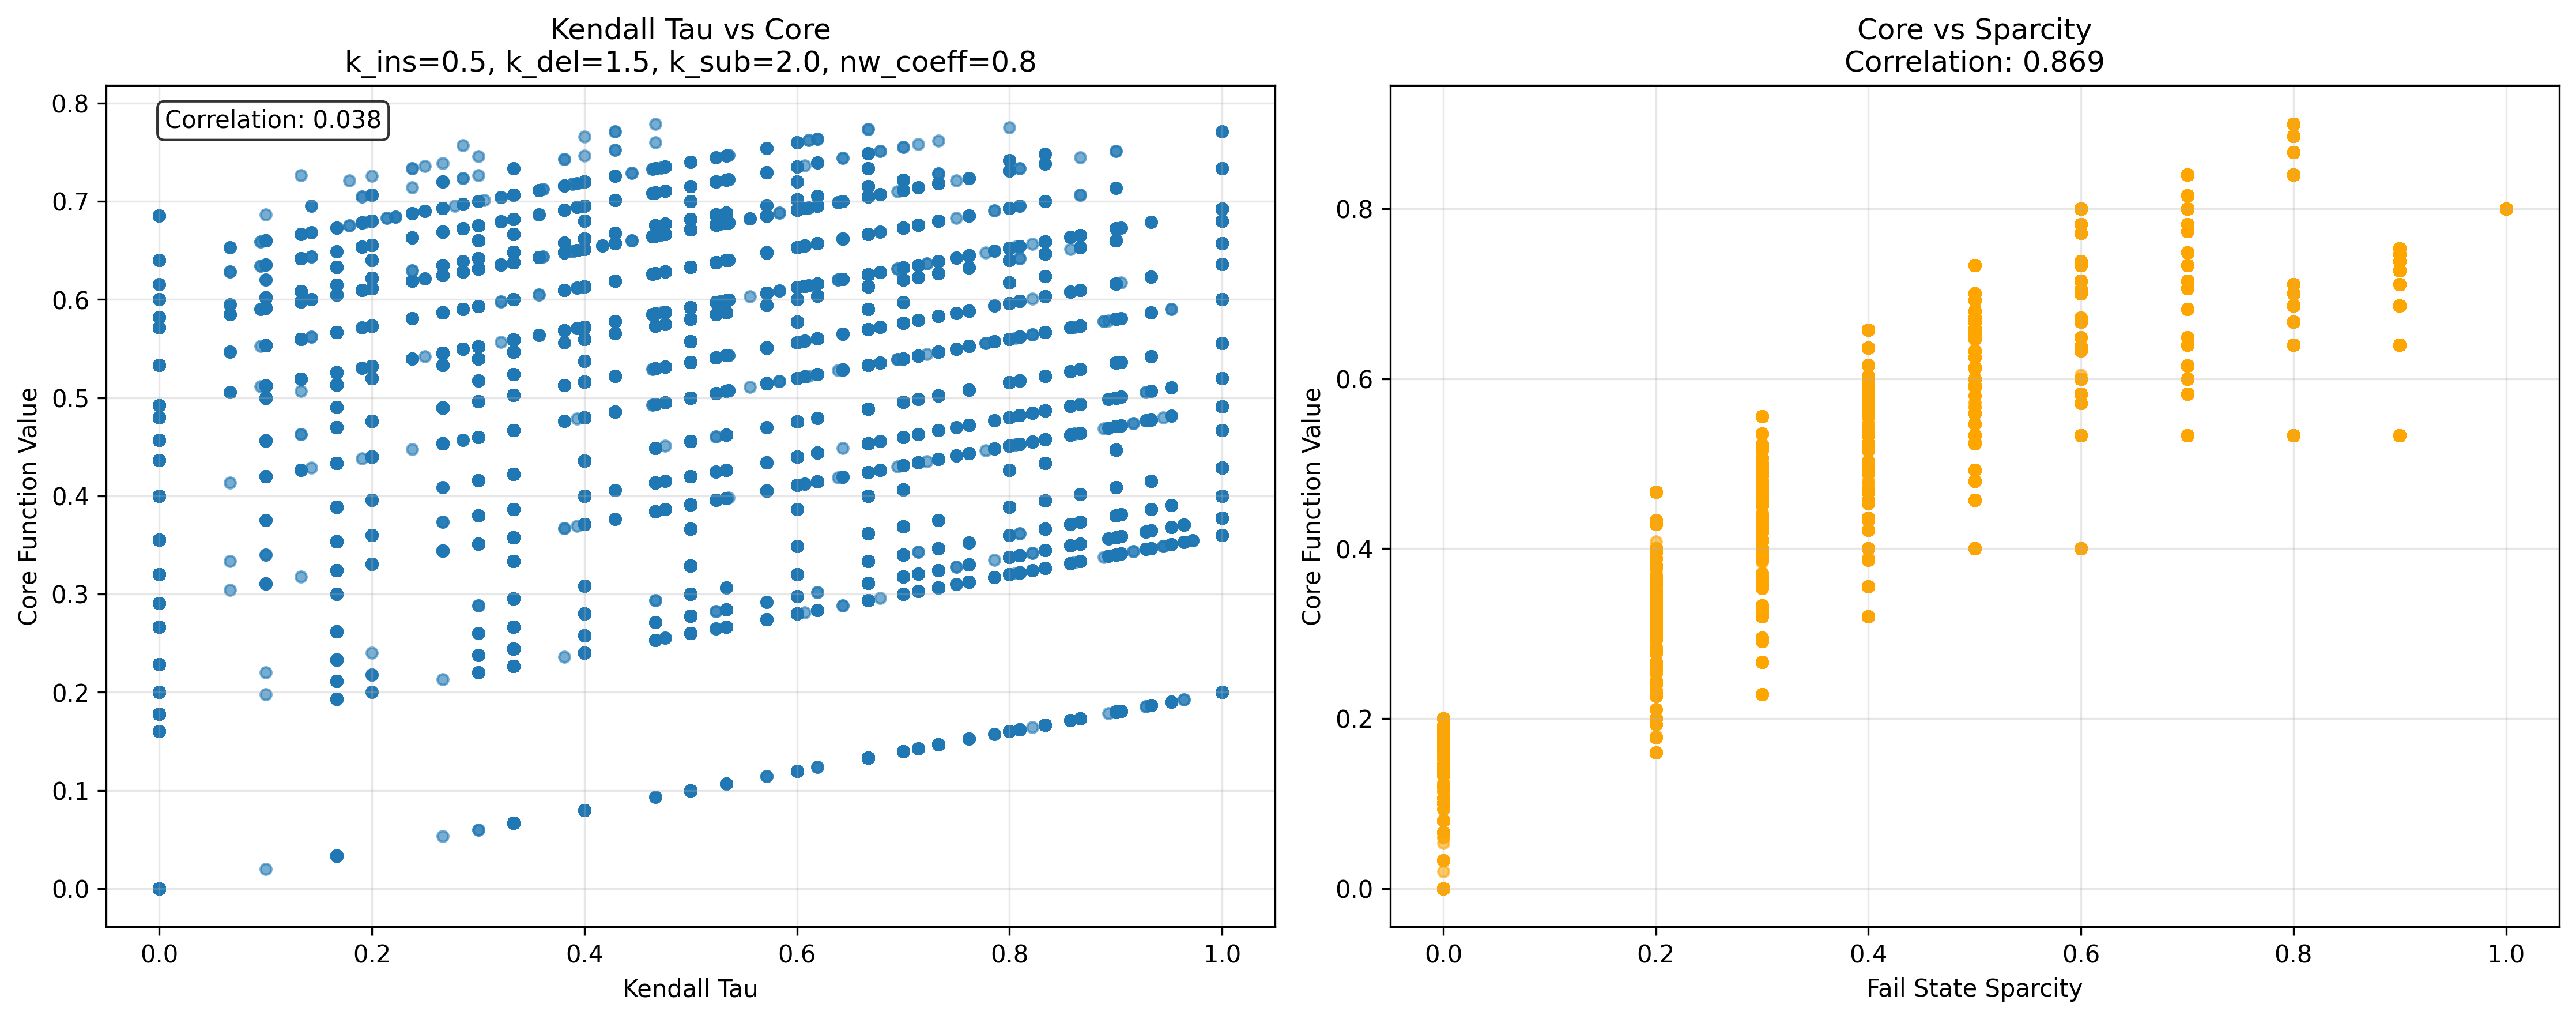 Kendall Tau vs Core
k_ins=0.5, k_del=1.5, k_sub=2.0, nw_coeff=0.8
Correlation: 0.038
Core Function Value
0.8
0.7
0.6
0.5
0.4
0.3
0.2
0.1
0.0
0.0 0.2 0.4 0.6 0.8 1.0
Kendall Tau
Core vs Sparcity
Correlation: 0.869
Core Function Value
0.8
0.6
0.4
0.2
0.0
0.0 0.2 0.4 0.6 0.8 1.0
Fail State Sparcity